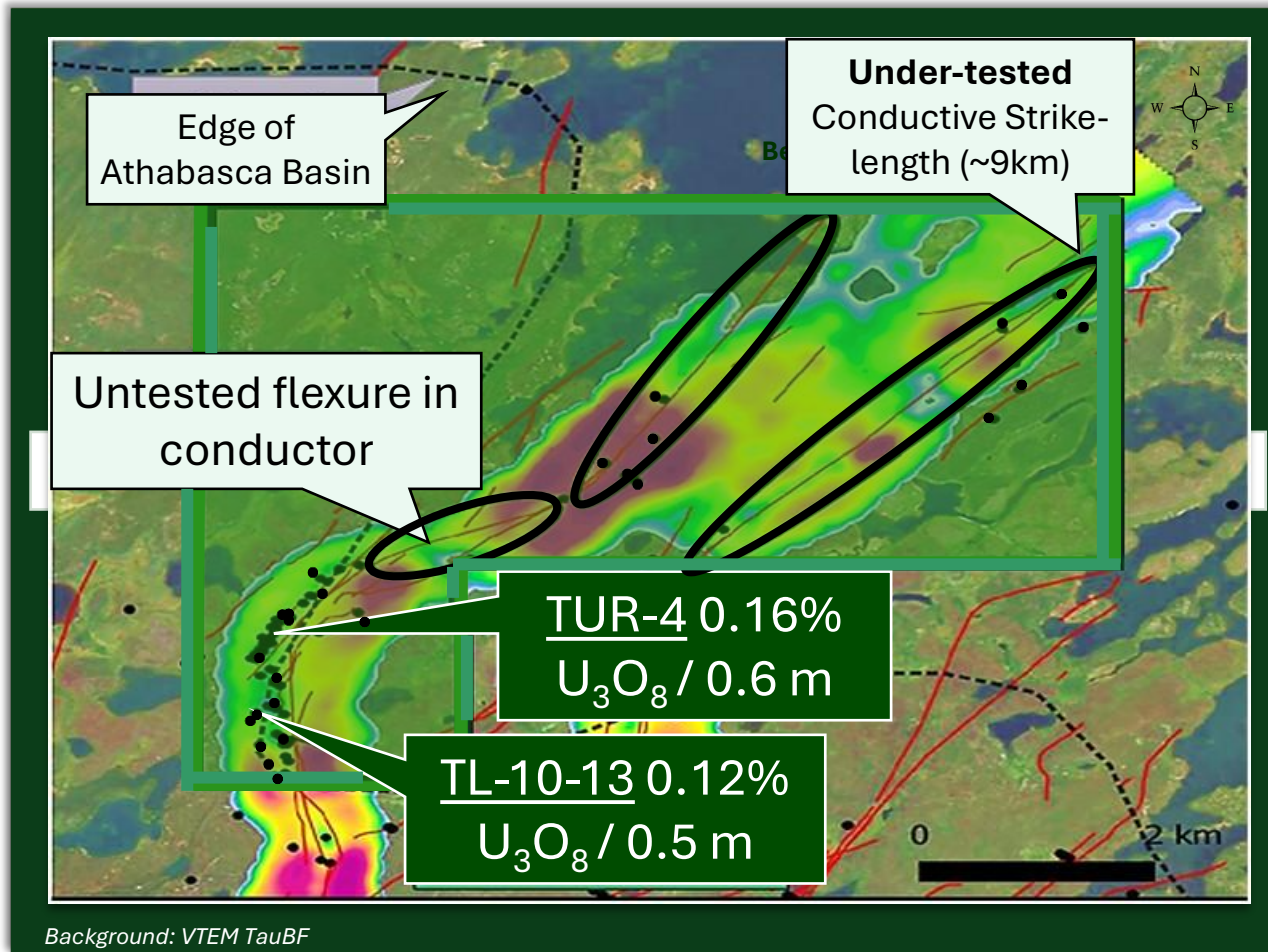 Under-tested
Conductive Strike-
length (~9km)
N
W E
S
Edge of
Athabasca Basin
Untested flexure in
conductor
TUR-4 0.16%
U₃O₈ / 0.6 m
TL-10-13 0.12%
U₃O₈ / 0.5 m
0 2 km
Background: VTEM TauBF